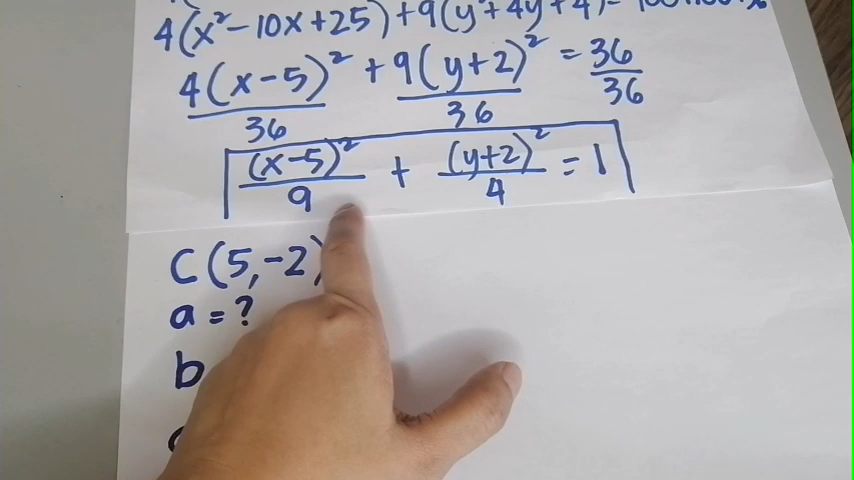 4(x²-10x+25)+9(y²+4y+4)=
4(x-5)²/36 + 9(y+2)²/36 = 36/36
(x-5)²/9 + (y+2)²/4 = 1
C(5,-2)
a=?
b